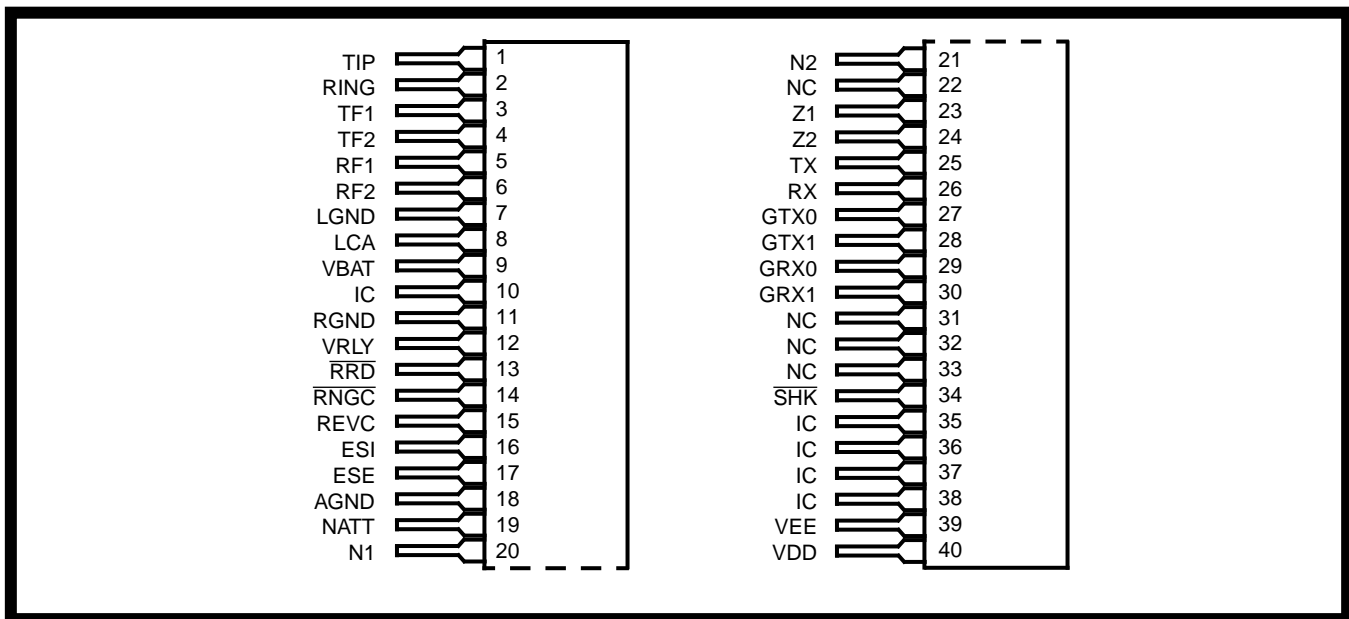 TIP 1
RING 2
TF1 3
TF2 4
RF1 5
RF2 6
LGND 7
LCA 8
VBAT 9
IC 10
RGND 11
VRLY 12
R̅R̅D̅ 13
R̅N̅G̅C̅ 14
REVC 15
ESI 16
ESE 17
AGND 18
NATT 19
N1 20
N2 21
NC 22
Z1 23
Z2 24
TX 25
RX 26
GTX0 27
GTX1 28
GRX0 29
GRX1 30
NC 31
NC 32
NC 33
S̅H̅K̅ 34
IC 35
IC 36
IC 37
IC 38
VEE 39
VDD 40